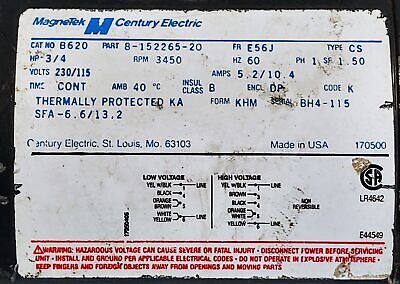 MagneTek Century Electric
CAT NO B620 PART 8-152265-20 FR E56J TYPE CS
HP 3/4 RPM 3450 HZ 60 PH 1 SF 1.50
VOLTS 230/115 AMPS 5.2/10.4
TIME CONT AMB 40 °C INSUL CLASS B ENCL DP CODE K
THERMALLY PROTECTED KA FORM KHM SERIAL BH4-115
SFA-6.6/13.2
Century Electric, St. Louis, Mo. 63103 Made in USA 170500
LOW VOLTAGE HIGH VOLTAGE
YEL W/BLK LINE YEL W/BLK LINE
BLACK BLACK
ORANGE ORANGE
BROWN BROWN
WHITE WHITE
YELLOW LINE YELLOW LINE
NON
REVERSIBLE
SA
LR4642
E44549
WARNING: HAZARDOUS VOLTAGE CAN CAUSE SEVERE OR FATAL INJURY - DISCONNECT POWER BEFORE SERVICING
UNIT - INSTALL AND GROUND PER ALL APPLICABLE ELECTRICAL CODES - DO NOT OPERATE IN EXPLOSIVE ATMOSPHERE -
KEEP FINGERS AND FOREIGN OBJECTS AWAY FROM OPENINGS AND MOVING PARTS